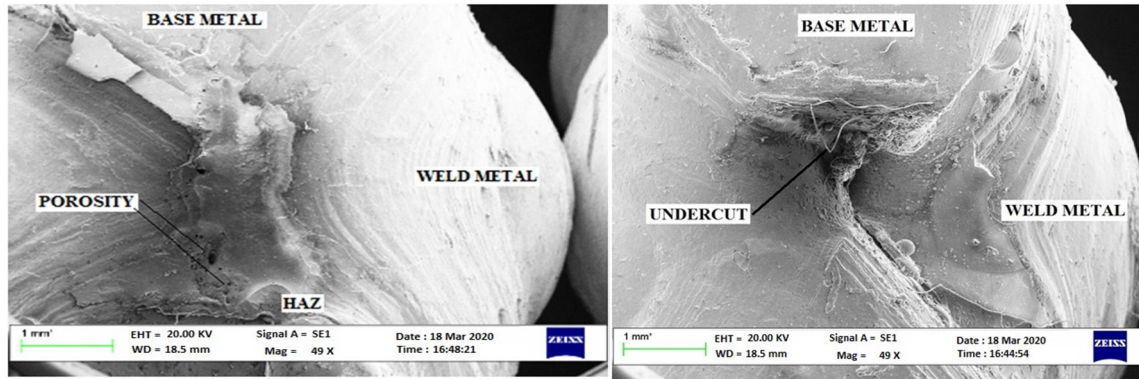 BASE METAL
WELD METAL
POROSITY
HAZ
1 mm
EHT = 20.00 KV Signal A = SE1 Date : 18 Mar 2020
WD = 18.5 mm Mag = 49 X Time : 16:48:21
ZEISS
BASE METAL
UNDERCUT
WELD METAL
1 mm
EHT = 20.00 KV Signal A = SE1 Date : 18 Mar 2020
WD = 18.5 mm Mag = 49 X Time : 16:44:54
ZEISS